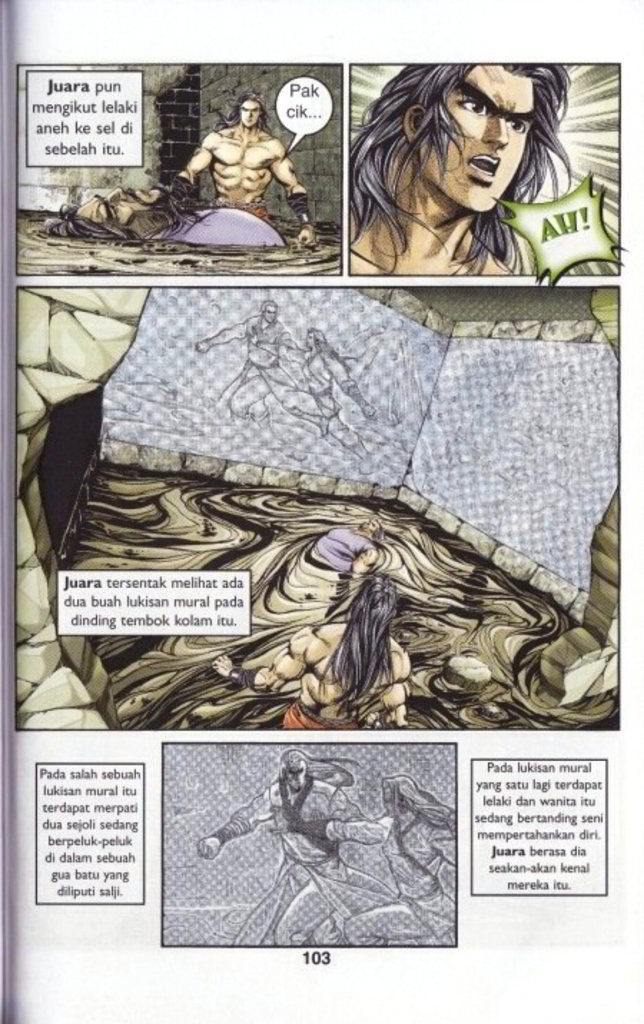 Juara pun
mengikut lelaki
aneh ke sel di
sebelah itu.
Pak
cik...
AH!
Juara tersentak melihat ada
dua buah lukisan mural pada
dinding tembok kolam itu.
Pada salah sebuah
lukisan mural itu
terdapat merpati
dua sejoli sedang
berpeluk-peluk
di dalam sebuah
gua batu yang
diliputi salji.
Pada lukisan mural
yang satu lagi terdapat
lelaki dan wanita itu
sedang bertanding seni
mempertahankan diri.
Juara berasa dia
seakan-akan kenal
mereka itu.
103